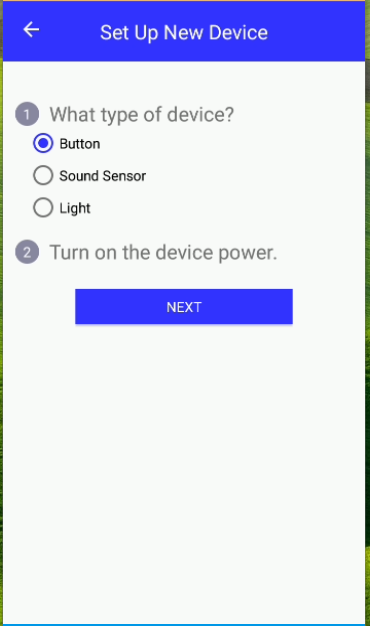 Set Up New Device
1 What type of device?
Button
Sound Sensor
Light
2 Turn on the device power.
NEXT